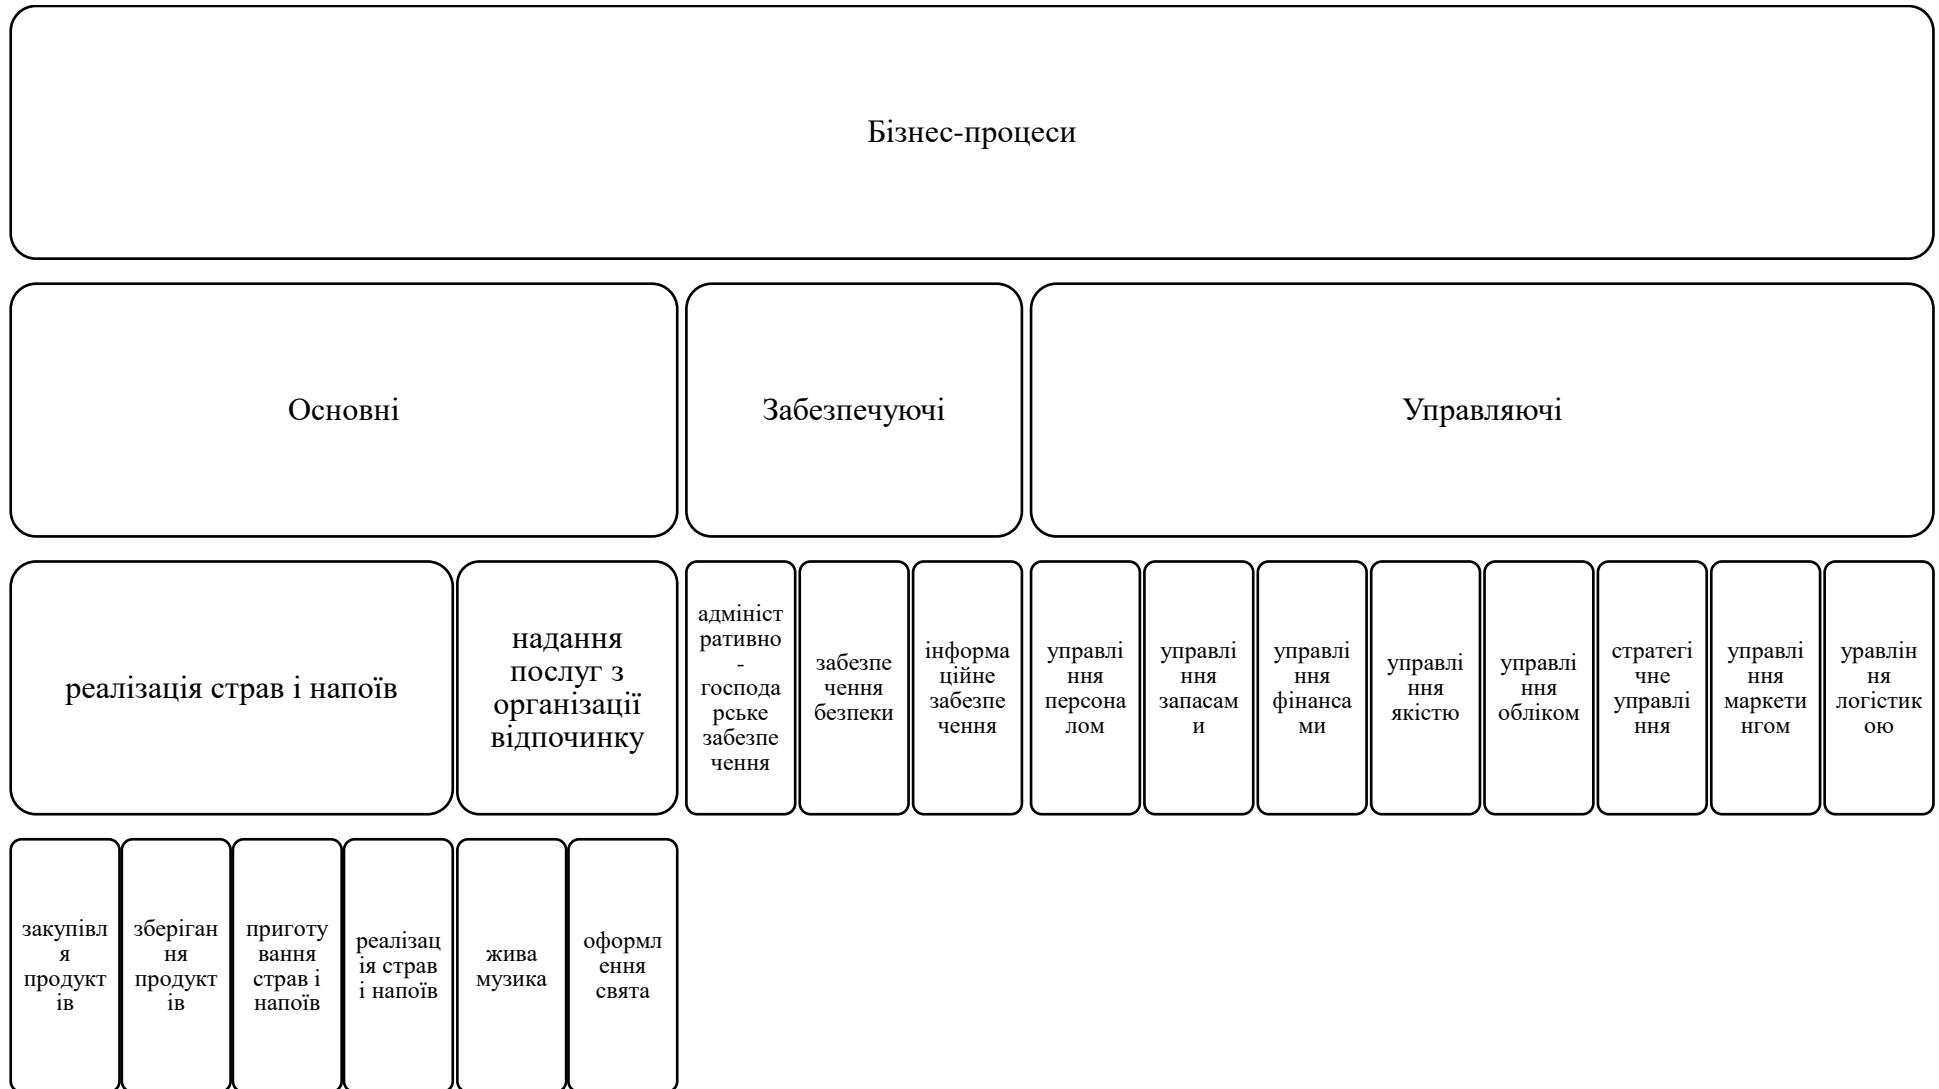 Бізнес-процеси
Основні
Забезпечуючі
Управляючі
реалізація страв і напоїв
надання
послуг з
організації
відпочинку
адмініст
ративно
-
господа
рське
забезпе
чення
забезпе
чення
безпеки
інформа
ційне
забезпе
чення
управлі
ння
персона
лом
управлі
ння
запасам
и
управлі
ння
фінанса
ми
управлі
ння
якістю
управлі
ння
обліком
стратегі
чне
управлі
ння
управлі
ння
маркети
нгом
уравлін
ня
логістик
ою
закупівл
я
продукт
ів
зберіган
ня
продукт
ів
приготу
вання
страв і
напоїв
реалізац
ія страв
і напоїв
жива
музика
оформл
ення
свята